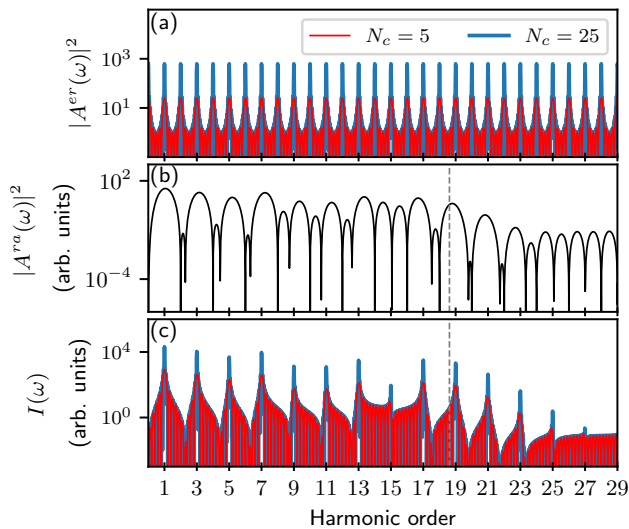 (a)
N_c = 5
N_c = 25
10^3
10^1
|A^{er}(ω)|^2
(b)
10^2
10^{-4}
|A^{ra}(ω)|^2
(arb. units)
(c)
10^4
10^0
I(ω)
(arb. units)
1 3 5 7 9 11 13 15 17 19 21 23 25 27 29
Harmonic order